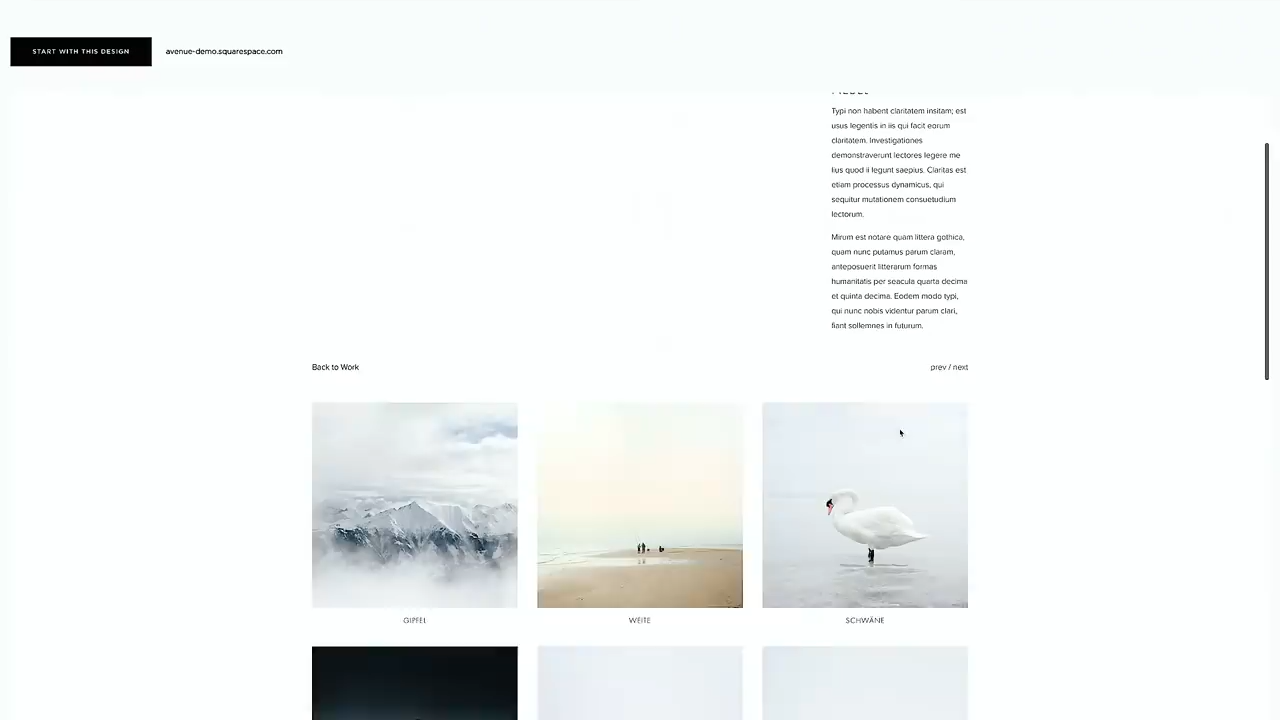 START WITH THIS DESIGN
avenue-demo.squarespace.com
Typi non habent claritatem insitam; est
usus legentis in iis qui facit eorum
claritatem. Investigationes
demonstraverunt lectores legere me
lius quod ii legunt saepius. Claritas est
etiam processus dynamicus, qui
sequitur mutationem consuetudium
lectorum.
Mirum est notare quam littera gothica,
quam nunc putamus parum claram,
anteposuerit litterarum formas
humanitatis per seacula quarta decima
et quinta decima. Eodem modo typi,
qui nunc nobis videntur parum clari,
fiant sollemnes in futurum.
Back to Work
prev / next
GIPFEL
WEITE
SCHWÄNE